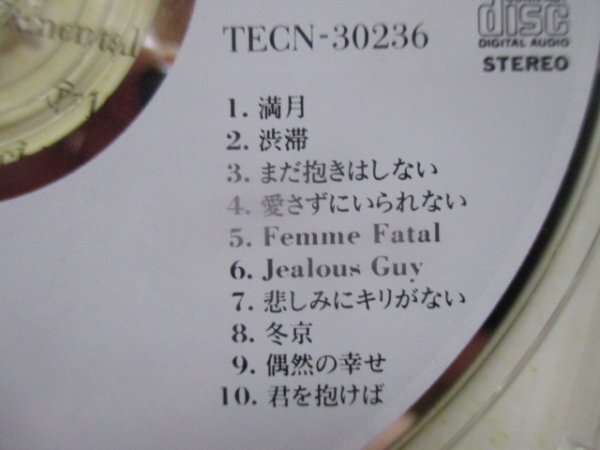 disc
DIGITAL AUDIO
TECN-30236
STEREO
1. 満月
2. 渋滞
3. まだ抱きはしない
4. 愛さずにいられない
5. Femme Fatal
6. Jealous Guy
7. 悲しみにキリがない
8. 冬京
9. 偶然の幸せ
10. 君を抱けば